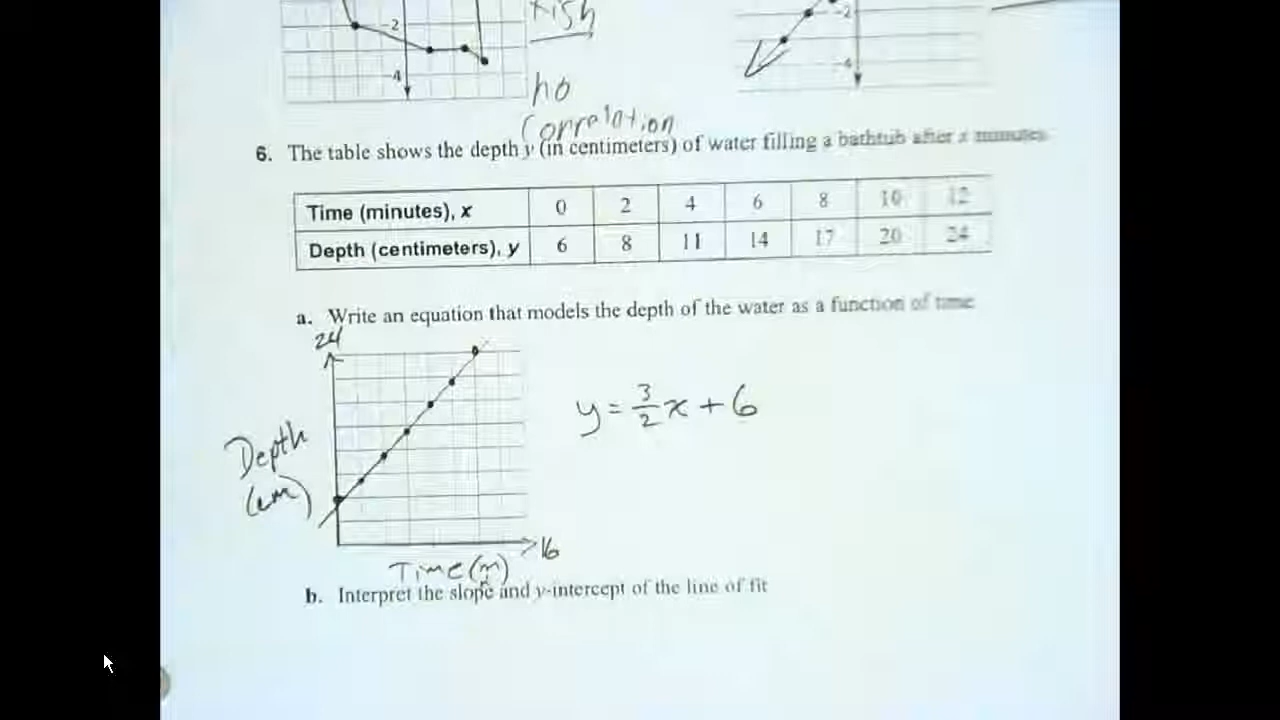 -2
-2
-4
-4
no
Correlation
6. The table shows the depth y (in centimeters) of water filling a bathtub after x minutes
Time (minutes), x 0 2 4 6 8 10 12
Depth (centimeters), y 6 8 11 14 17 20 24
a. Write an equation that models the depth of the water as a function of time
24
y = 3/2 x + 6
Depth
(cm)
16
Time (m)
b. Interpret the slope and y-intercept of the line of fit